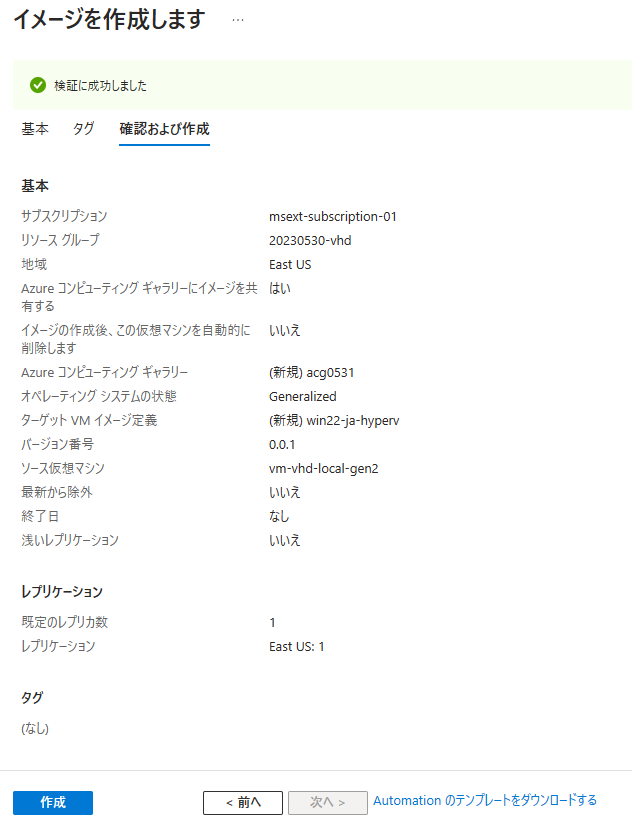 イメージを作成します ...
検証に成功しました
基本 タグ 確認および作成
基本
サブスクリプション msext-subscription-01
リソース グループ 20230530-vhd
地域 East US
Azure コンピューティング ギャラリーにイメージを共 はい
有する
イメージの作成後、この仮想マシンを自動的に いいえ
削除します
Azure コンピューティング ギャラリー (新規) acg0531
オペレーティング システムの状態 Generalized
ターゲット VM イメージ定義 (新規) win22-ja-hyperv
バージョン番号 0.0.1
ソース仮想マシン vm-vhd-local-gen2
最新から除外 いいえ
終了日 なし
浅いレプリケーション いいえ
レプリケーション
既定のレプリカ数 1
レプリケーション East US: 1
タグ
(なし)
作成 < 前へ 次へ > Automation のテンプレートをダウンロードする